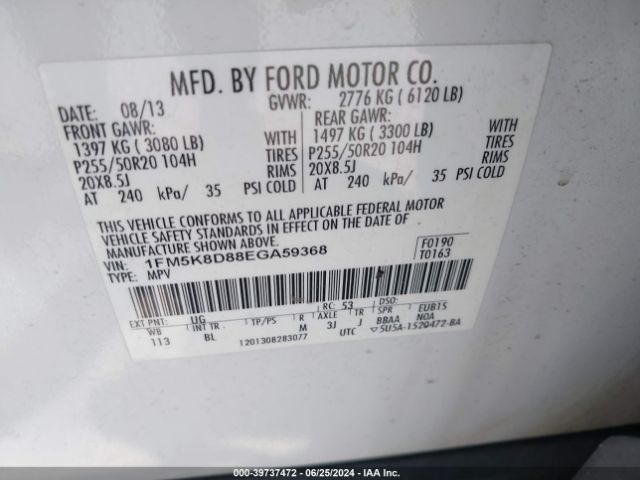 MFD. BY FORD MOTOR CO.
DATE: 08/13 GVWR: 2776 KG ( 6120 LB)
FRONT GAWR: REAR GAWR:
1397 KG ( 3080 LB) WITH 1497 KG ( 3300 LB) WITH
P255/50R20 104H TIRES P255/50R20 104H TIRES
20X8.5J RIMS 20X8.5J RIMS
AT 240 kPa/ 35 PSI COLD AT 240 kPa/ 35 PSI COLD
THIS VEHICLE CONFORMS TO ALL APPLICABLE FEDERAL MOTOR
VEHICLE SAFETY STANDARDS IN EFFECT ON THE DATE OF
MANUFACTURE SHOWN ABOVE.
VIN: 1FM5K8D88EGA59368 F0190
TYPE: MPV T0163
EXT PNT: UG RC: 53 DSO:
WB INT TR TP/PS R AXLE TR SPR EUB15
113 BL M 3J J BBAA NOA
1201308283077 UTC 5U5A-1520472-BA
000-39737472 - 06/25/2024 - IAA Inc.